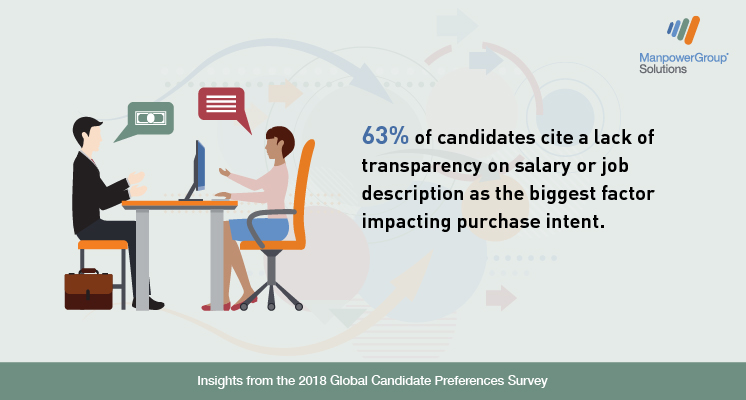 ManpowerGroup®
Solutions
63% of candidates cite a lack of
transparency on salary or job
description as the biggest factor
impacting purchase intent.
Insights from the 2018 Global Candidate Preferences Survey